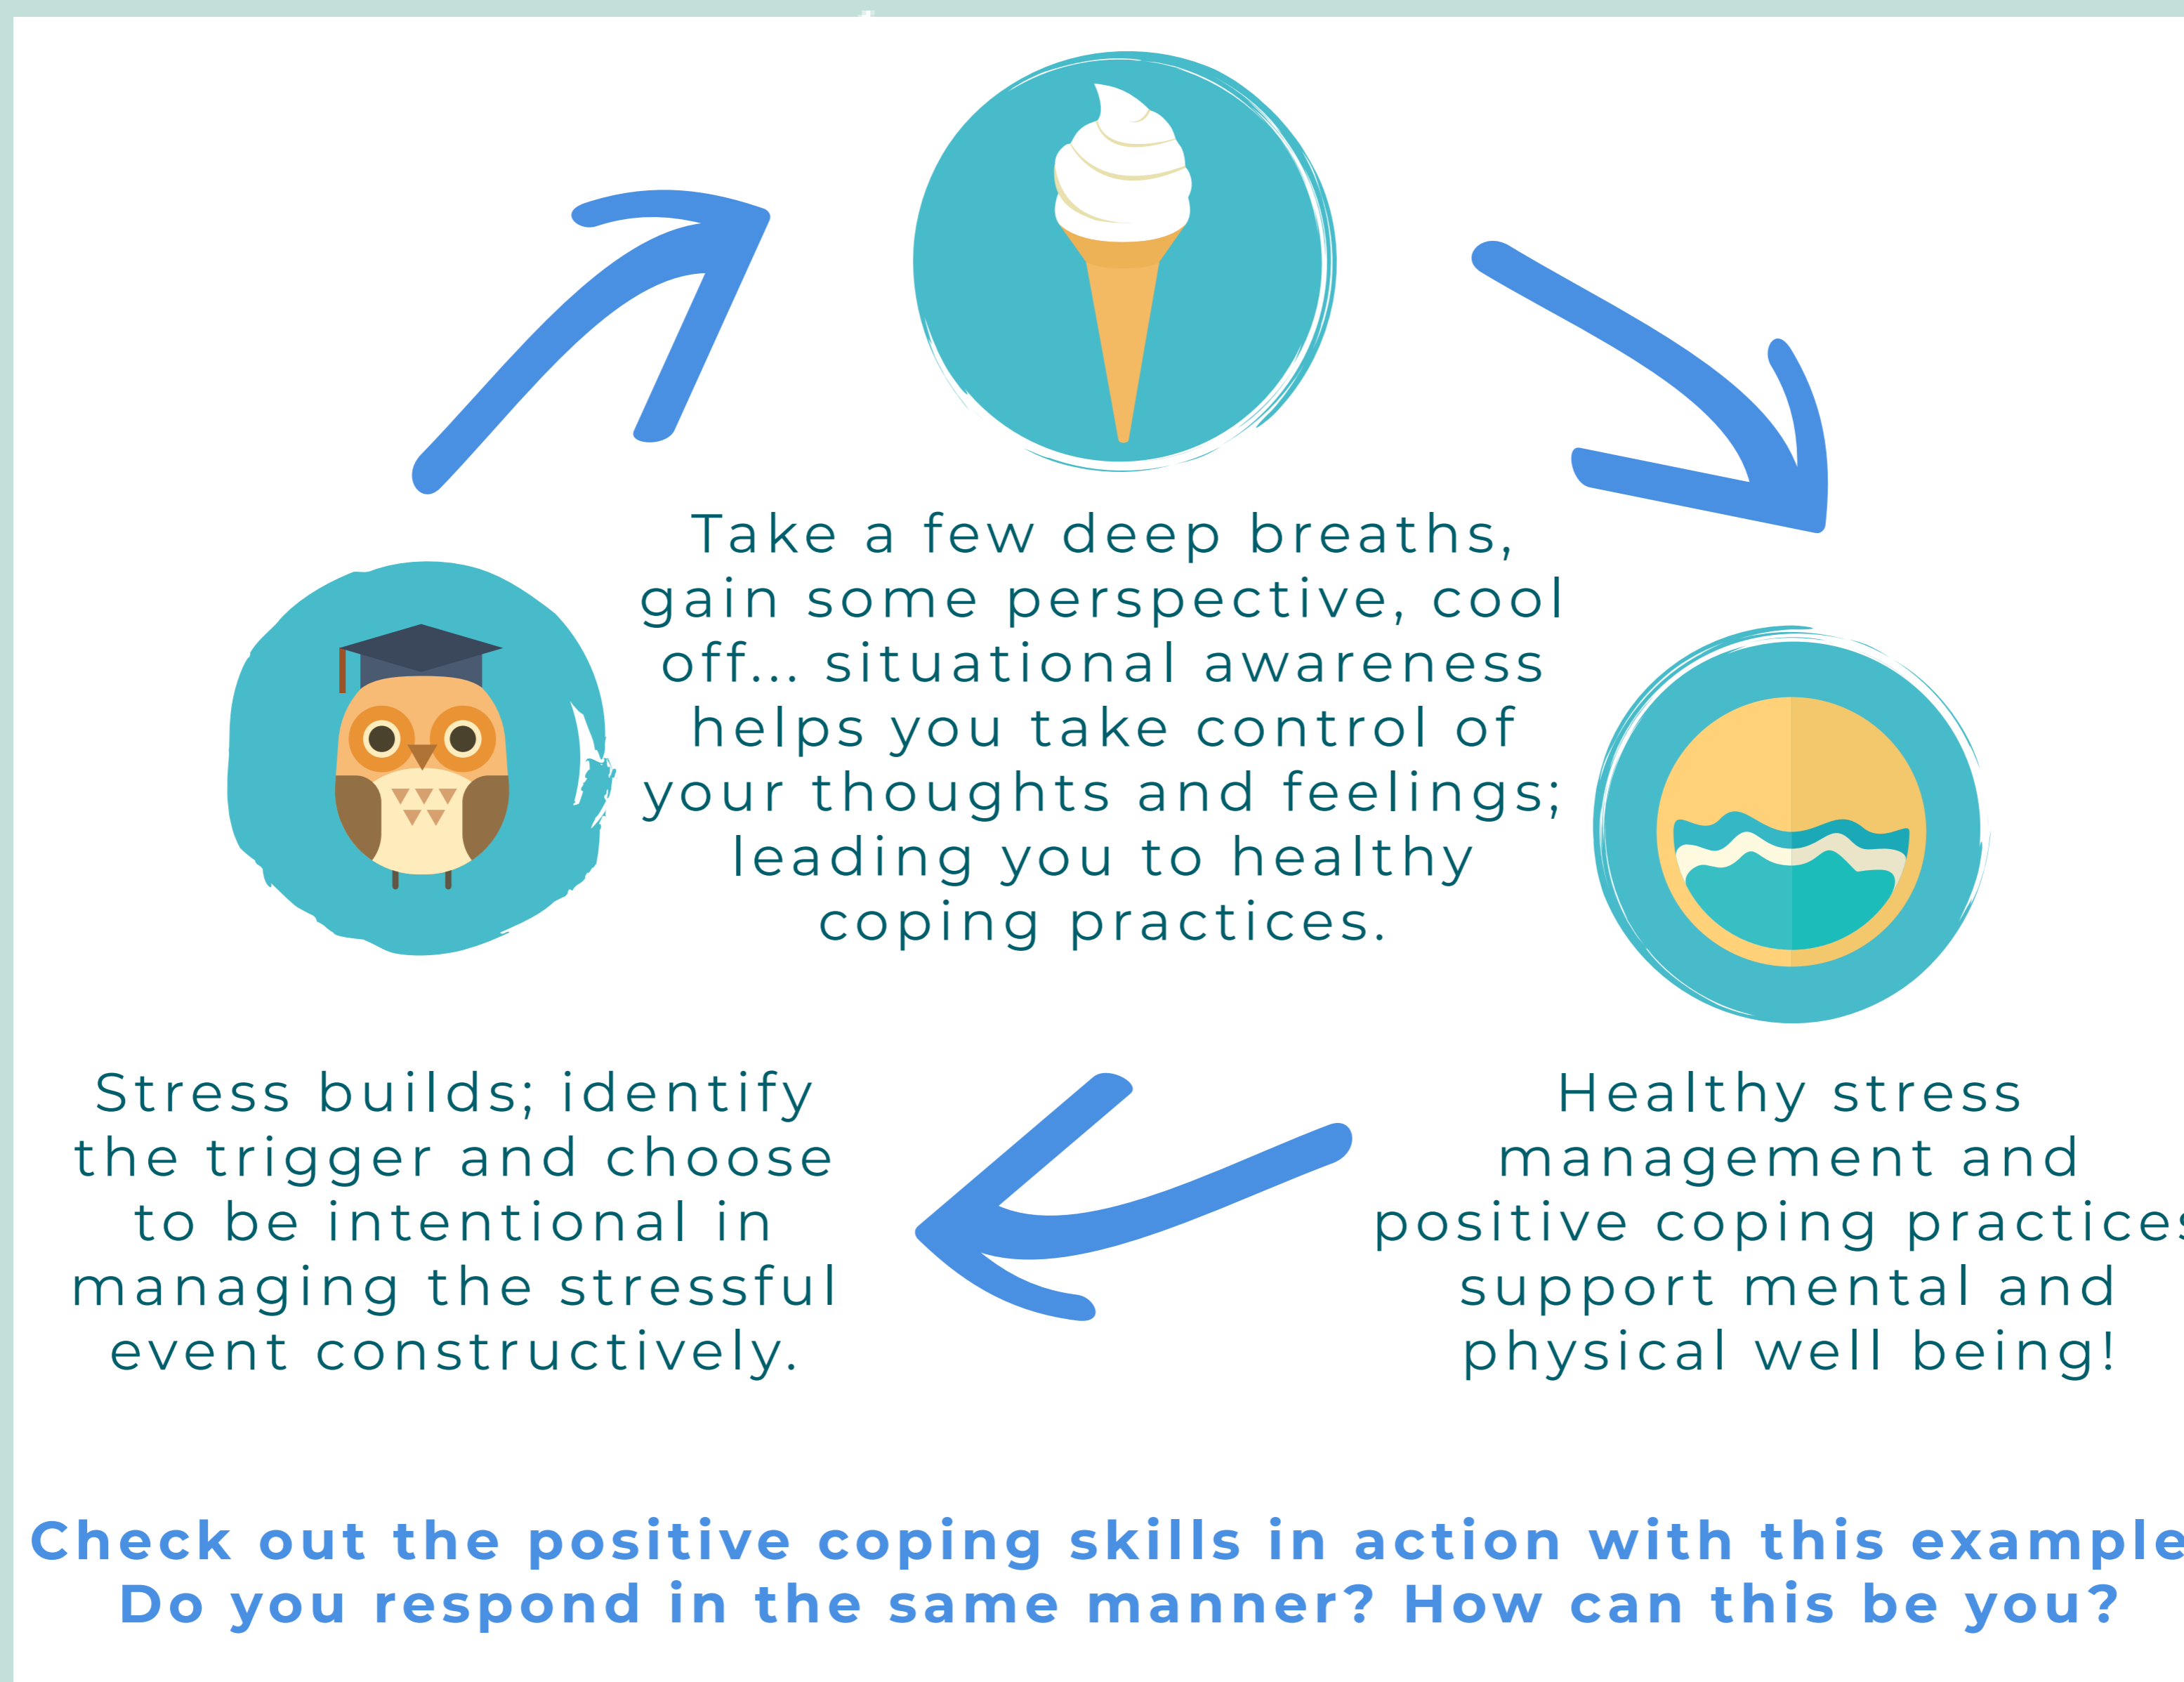 Take a few deep breaths,
gain some perspective, cool
off... situational awareness
helps you take control of
your thoughts and feelings;
leading you to healthy
coping practices.
Stress builds; identify
the trigger and choose
to be intentional in
managing the stressful
event constructively.
Healthy stress
management and
positive coping practices
support mental and
physical well being!
Check out the positive coping skills in action with this example
Do you respond in the same manner? How can this be you?